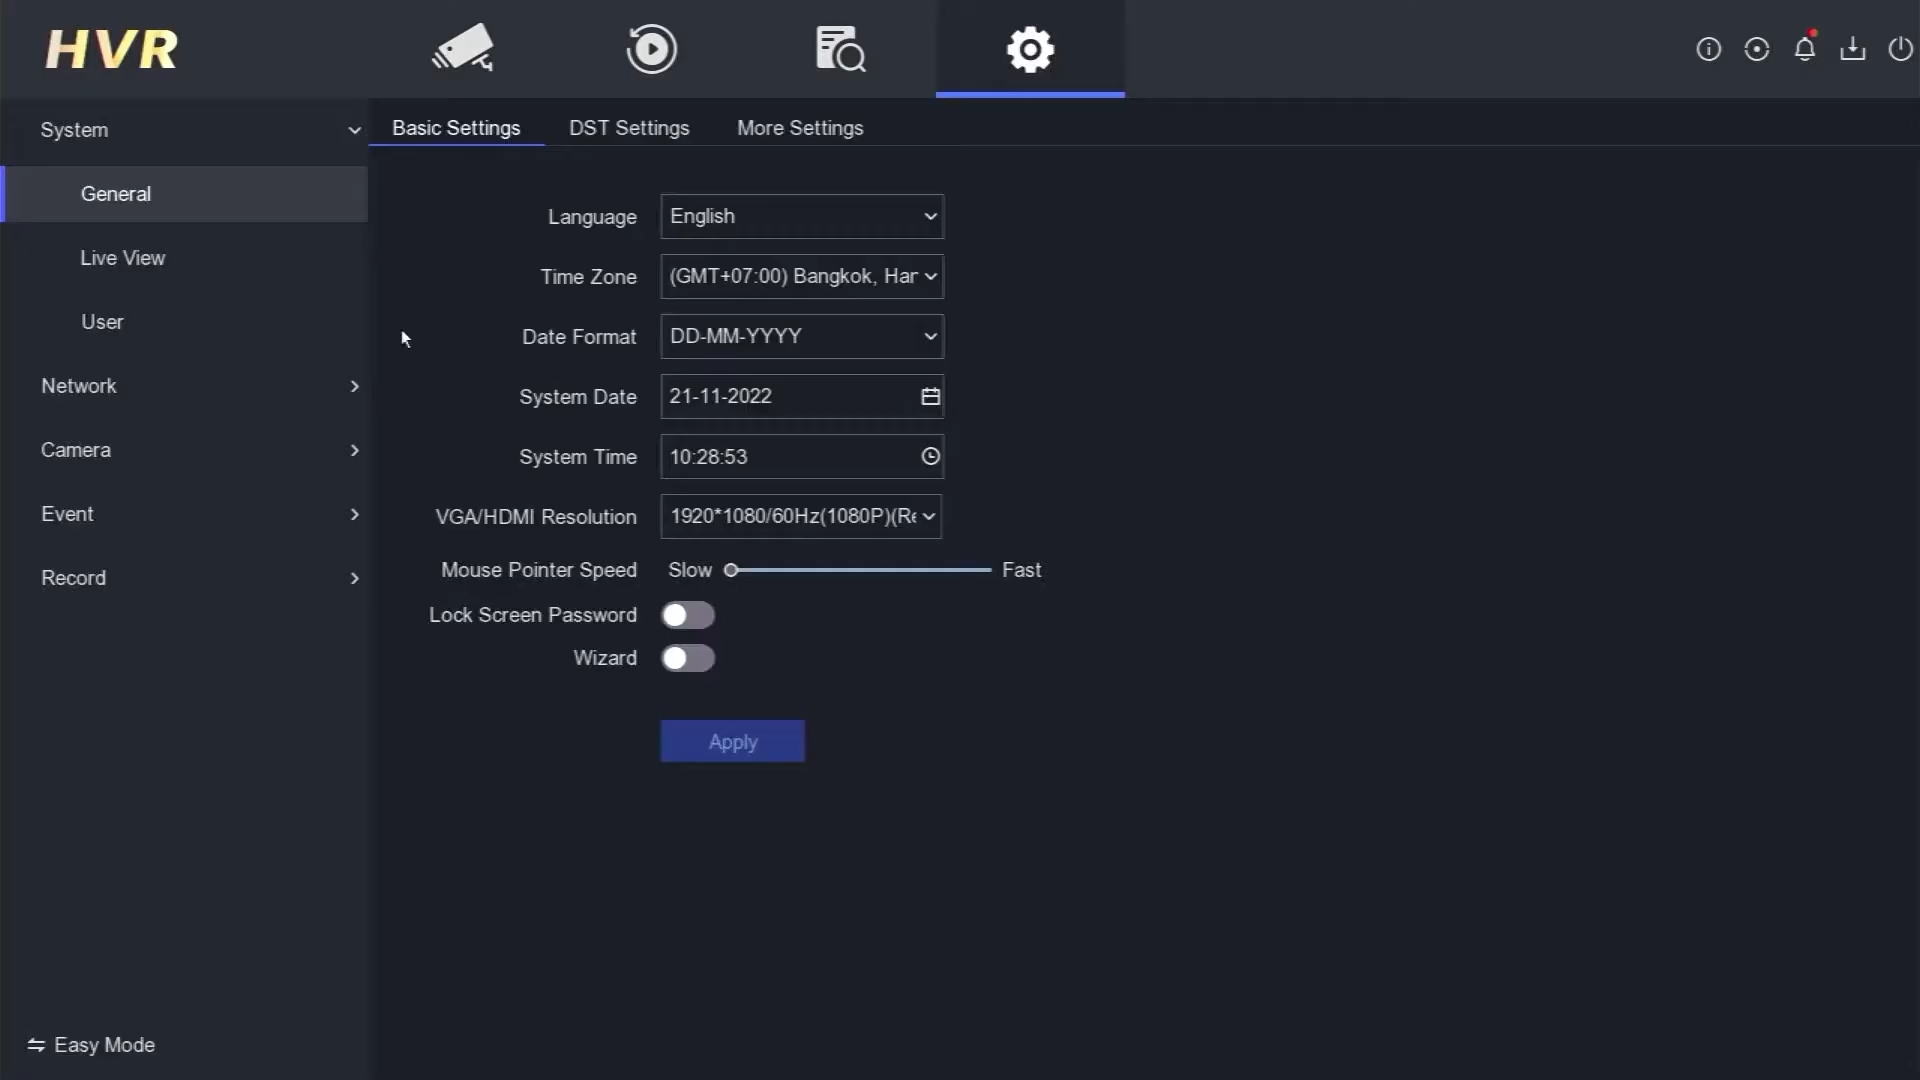 HVR
System
General
Live View
User
Network
Camera
Event
Record
Easy Mode
Basic Settings
DST Settings
More Settings
Language English
Time Zone (GMT+07:00) Bangkok, Har
Date Format DD-MM-YYYY
System Date 21-11-2022
System Time 10:28:53
VGA/HDMI Resolution 1920*1080/60Hz(1080P)(Re
Mouse Pointer Speed Slow Fast
Lock Screen Password
Wizard
Apply